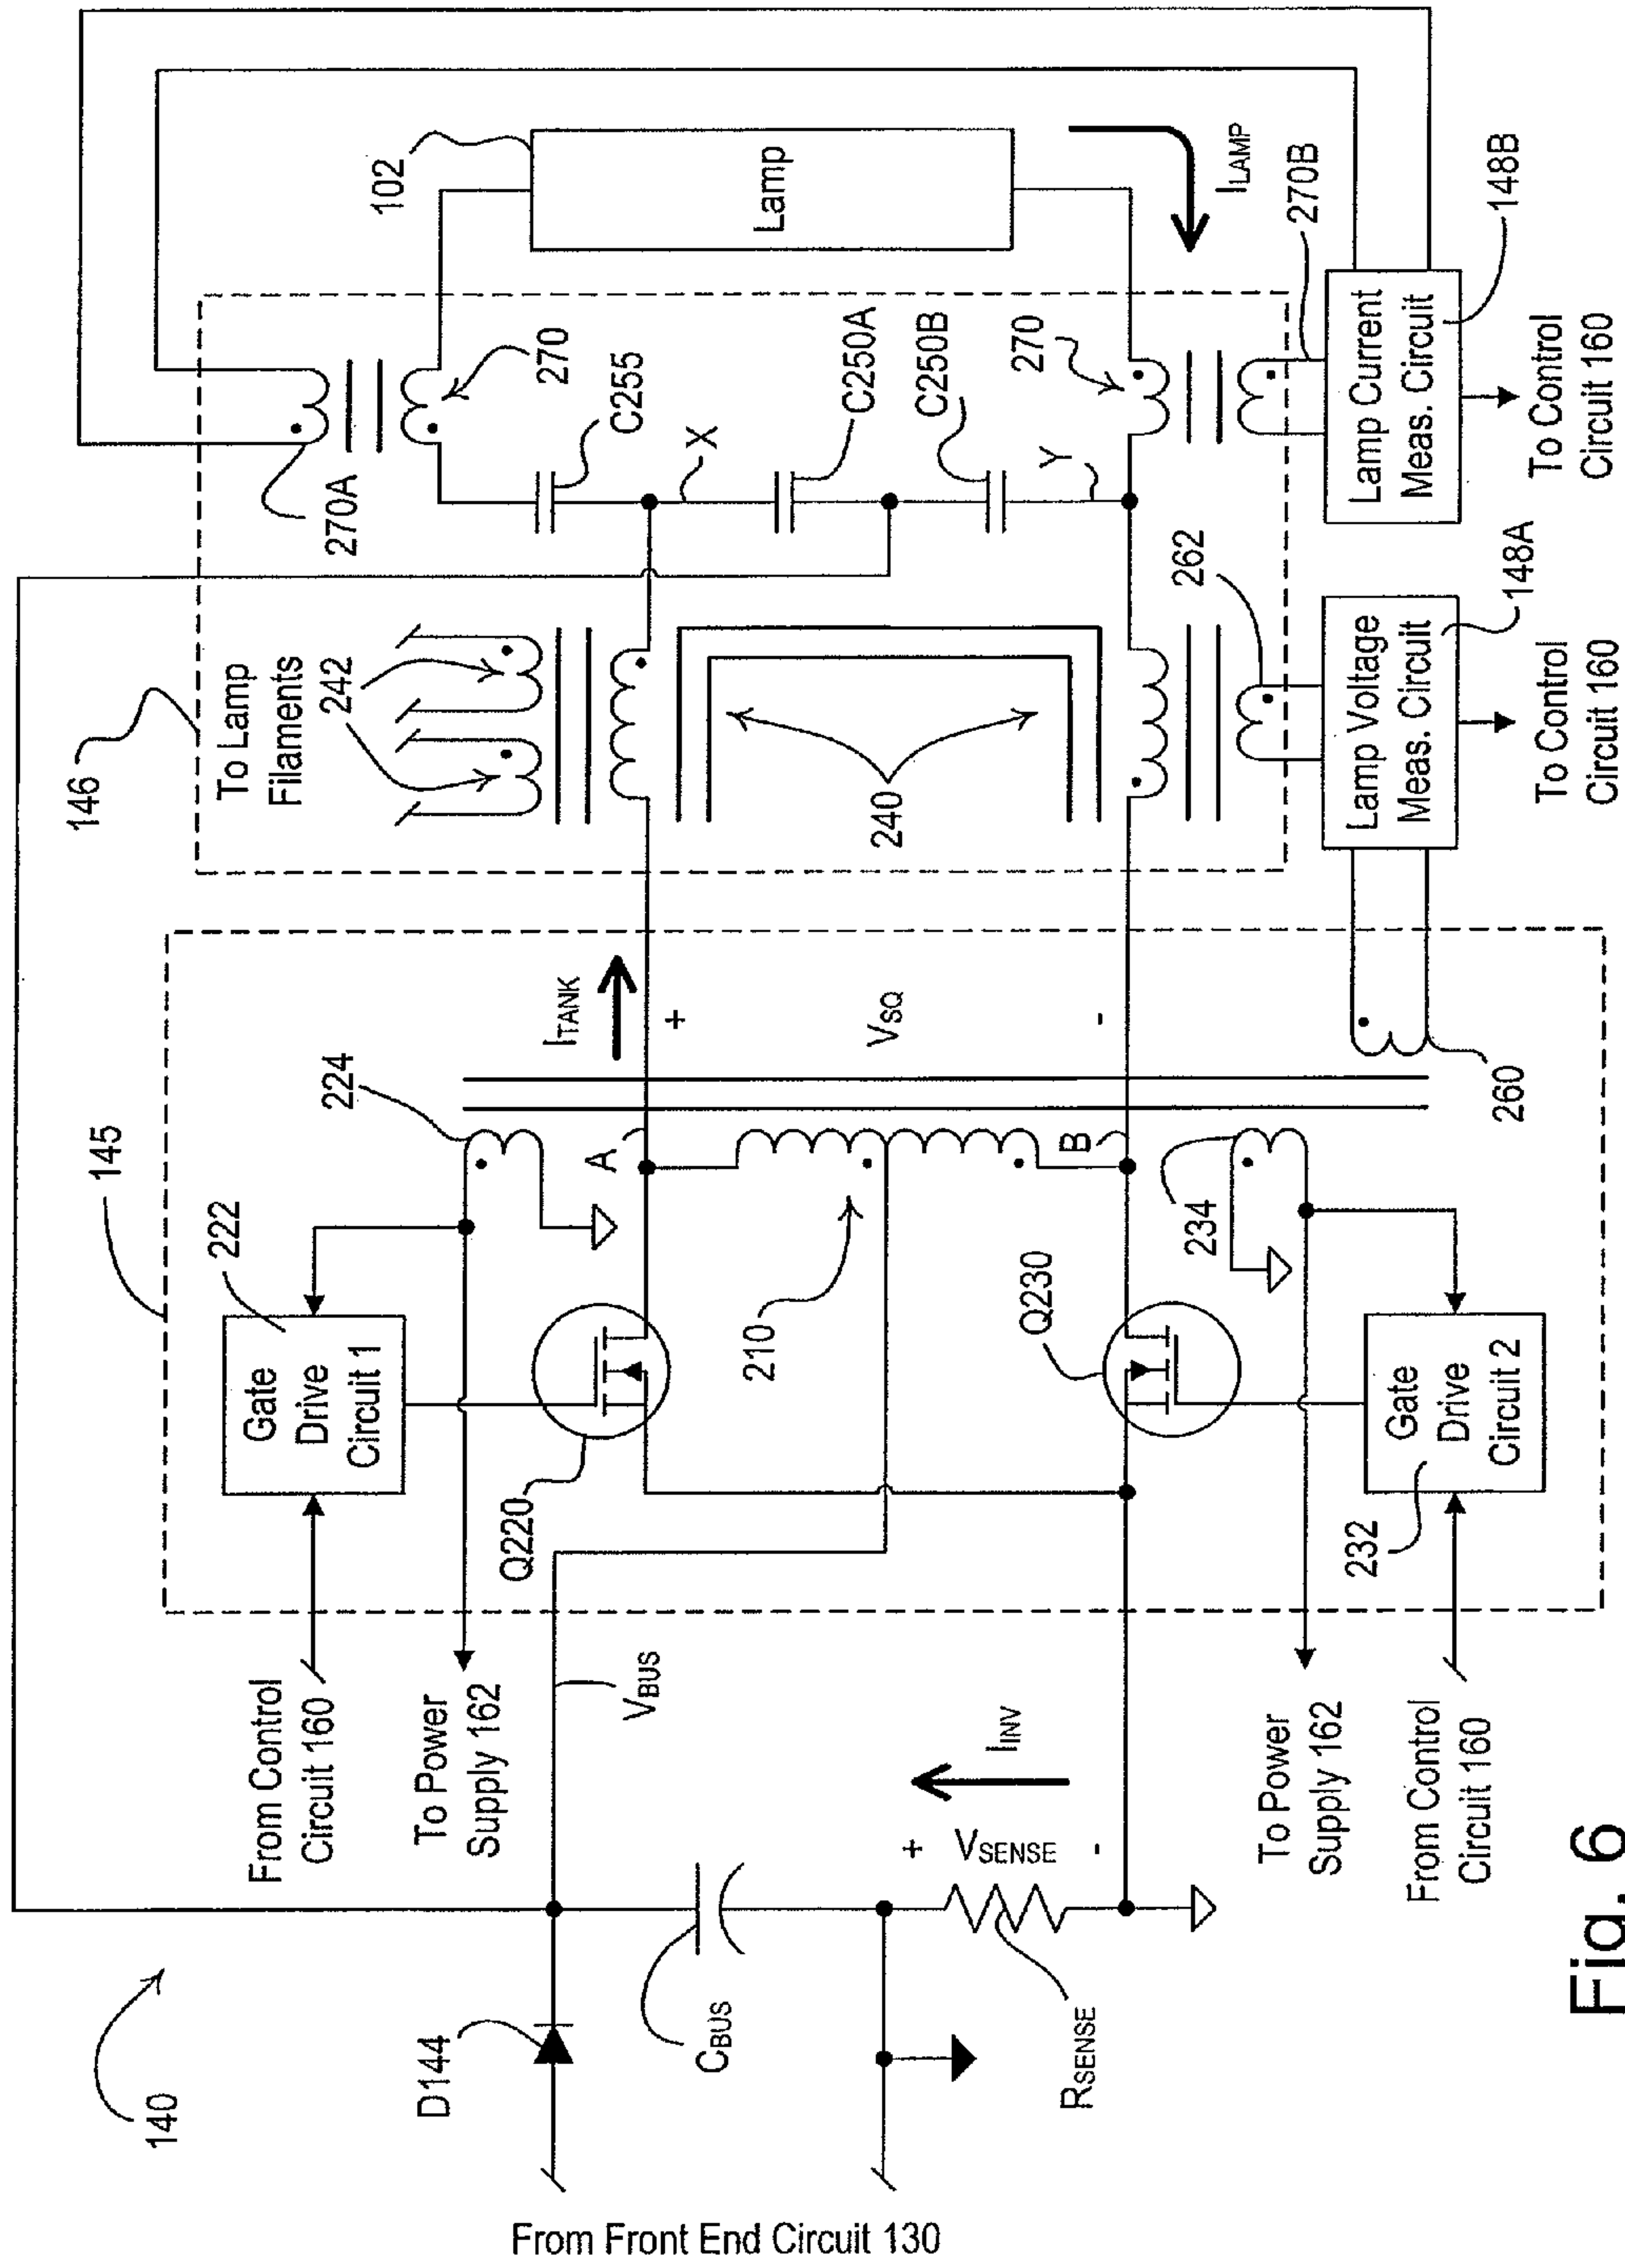 140
From Front End Circuit 130
D144
CBUS
RSENSE
+
VSENSE
-
IINV
VBUS
From Control
Circuit 160
To Power
Supply 162
To Power
Supply 162
From Control
Circuit 160
145
222
Gate
Drive
Circuit 1
224
Q220
210
A
B
Q230
234
232
Gate
Drive
Circuit 2
ITANK
+
VSQ
-
260
146
To Lamp
Filaments
242
240
262
Lamp Voltage
Meas. Circuit
148A
To Control
Circuit 160
270A
270
C255
X
C250A
C250B
Y
270
102
Lamp
ILAMP
270B
Lamp Current
Meas. Circuit
148B
To Control
Circuit 160
Fig. 6